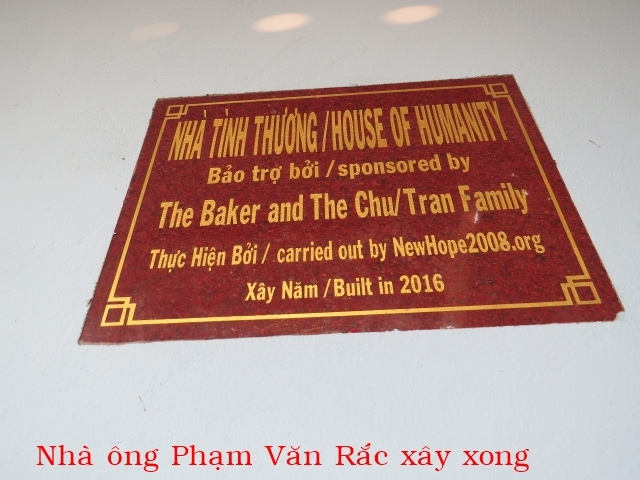 NHÀ TÌNH THƯƠNG / HOUSE OF HUMANITY
Bảo trợ bởi / sponsored by
The Baker and The Chu/Tran Family
Thực Hiện Bởi / carried out by NewHope2008.org
Xây Năm / Built in 2016
Nhà ông Phạm Văn Rắc xây xong